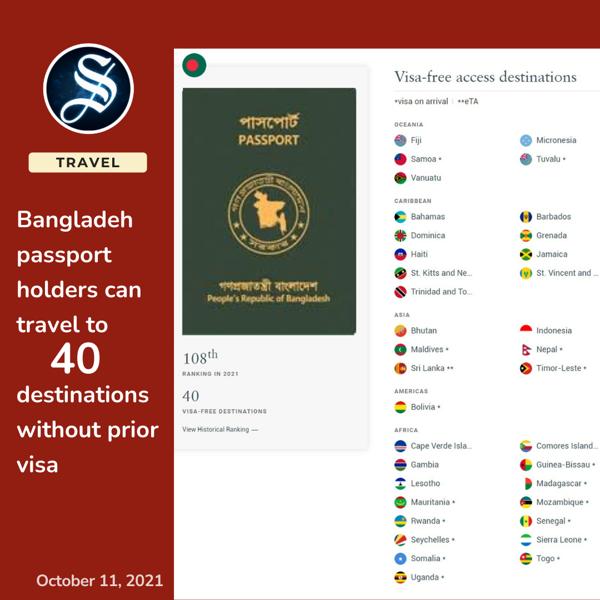 S
TRAVEL
Bangladeh
passport
holders can
travel to
40
destinations
without prior
visa
October 11, 2021
পাসপোর্ট
PASSPORT
গণপ্রজাতন্ত্রী বাংলাদেশ
সরকার
গণপ্রজাতন্ত্রী বাংলাদেশ
People's Republic of Bangladesh
108th
RANKING IN 2021
40
VISA-FREE DESTINATIONS
View Historical Ranking —
Visa-free access destinations
*visa on arrival | **eTA
OCEANIA
Fiji
Micronesia
Samoa *
Tuvalu *
Vanuatu
CARIBBEAN
Bahamas
Barbados
Dominica
Grenada
Haiti
Jamaica
St. Kitts and Ne...
St. Vincent and ...
Trinidad and To...
ASIA
Bhutan
Indonesia
Maldives *
Nepal *
Sri Lanka **
Timor-Leste *
AMERICAS
Bolivia *
AFRICA
Cape Verde Isla...
Comores Island...
Gambia
Guinea-Bissau *
Lesotho
Madagascar *
Mauritania *
Mozambique *
Rwanda *
Senegal *
Seychelles *
Sierra Leone *
Somalia *
Togo *
Uganda *